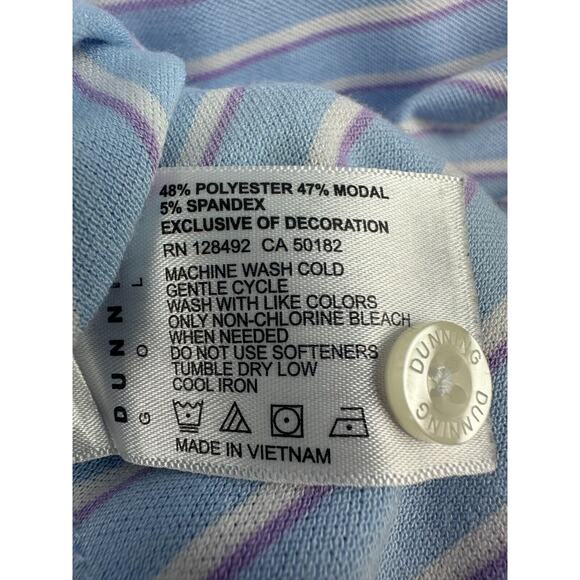 48% POLYESTER 47% MODAL
5% SPANDEX
EXCLUSIVE OF DECORATION
RN 128492 CA 50182
MACHINE WASH COLD
GENTLE CYCLE
WASH WITH LIKE COLORS
ONLY NON-CHLORINE BLEACH
WHEN NEEDED
DO NOT USE SOFTENERS
TUMBLE DRY LOW
COOL IRON
MADE IN VIETNAM
DUNNING DUNNING